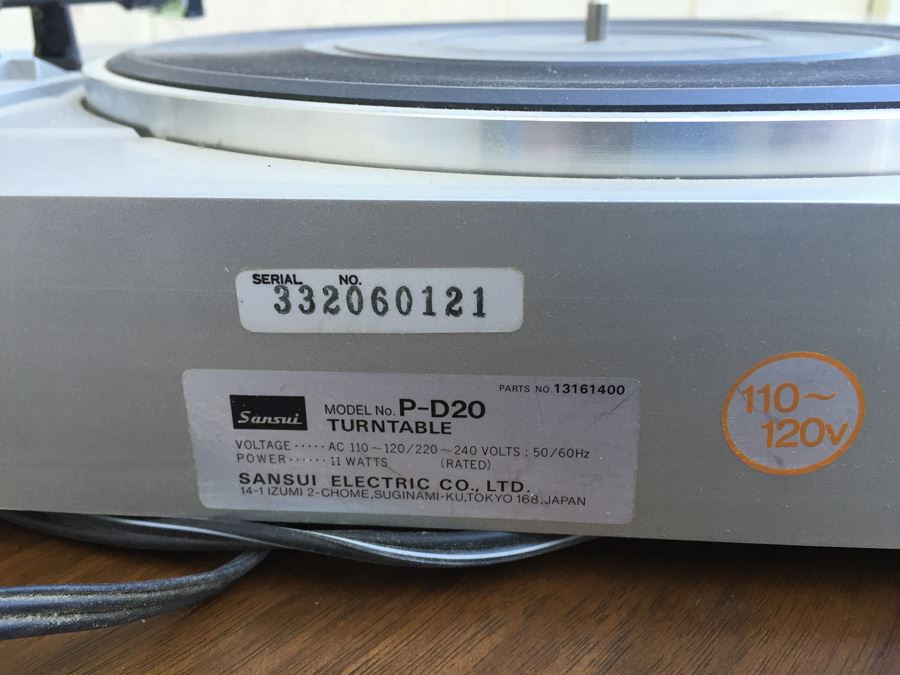 SERIAL NO.
332060121
PARTS NO 13161400
Sansui
MODEL No. P-D20
TURNTABLE
VOLTAGE ····· AC 110～120/220～240 VOLTS ; 50/60Hz
POWER ······ 11 WATTS (RATED)
SANSUI ELECTRIC CO., LTD.
14-1 IZUMI 2-CHOME, SUGINAMI-KU, TOKYO 168, JAPAN
110～
120v